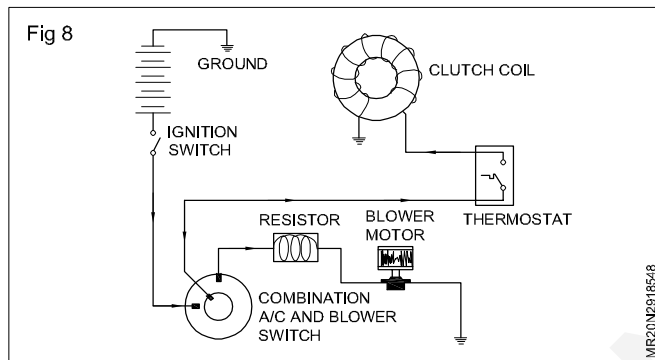 Fig 8
GROUND
CLUTCH COIL
IGNITION
SWITCH
RESISTOR
BLOWER
MOTOR
THERMOSTAT
COMBINATION
A/C AND BLOWER
SWITCH
MR20N2918548